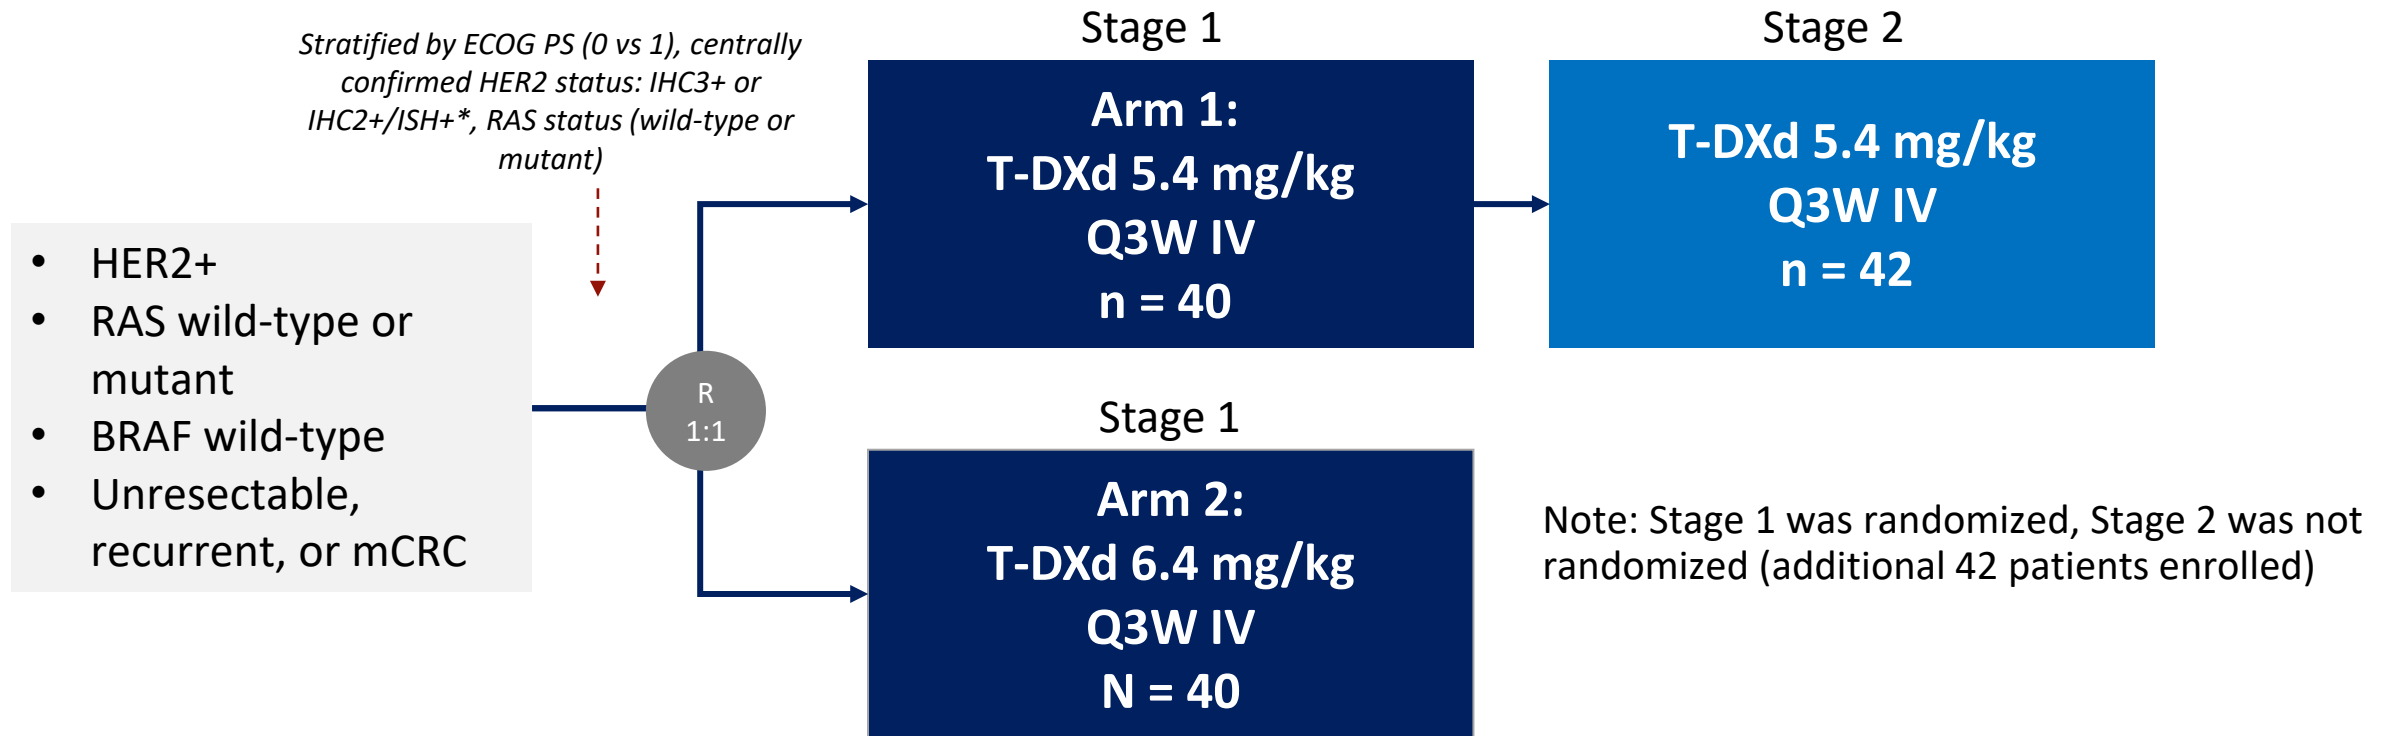 Stratified by ECOG PS (0 vs 1), centrally
confirmed HER2 status: IHC3+ or
IHC2+/ISH+*, RAS status (wild-type or
mutant)
• HER2+
• RAS wild-type or
mutant
• BRAF wild-type
• Unresectable,
recurrent, or mCRC
R
1:1
Stage 1
Arm 1:
T-DXd 5.4 mg/kg
Q3W IV
n = 40
Stage 2
T-DXd 5.4 mg/kg
Q3W IV
n = 42
Stage 1
Arm 2:
T-DXd 6.4 mg/kg
Q3W IV
N = 40
Note: Stage 1 was randomized, Stage 2 was not
randomized (additional 42 patients enrolled)